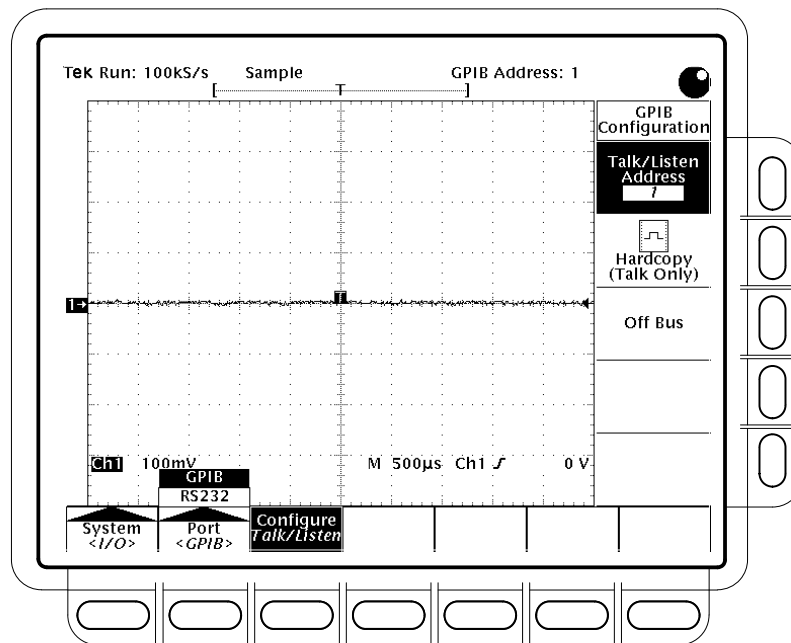 Tek Run: 100kS/s Sample GPIB Address: 1
[ T ]
GPIB
Configuration
Talk/Listen
Address
1
Hardcopy
(Talk Only)
Off Bus
T
1→
Ch1 100mV M 500µs Ch1 0 V
GPIB
RS232
System
<I/O>
Port
<GPIB>
Configure
Talk/Listen